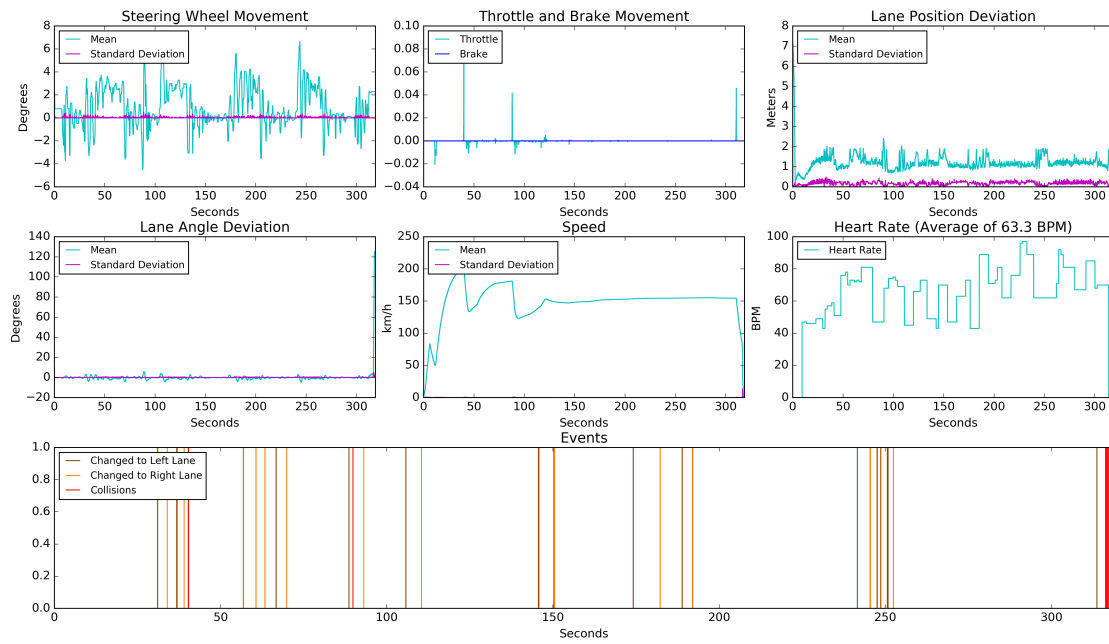 Steering Wheel Movement
8
6
4
2
0
−2
−4
−6
Degrees
Mean
Standard Deviation
0 50 100 150 200 250 300
Seconds
Throttle and Brake Movement
0.10
0.08
0.06
0.04
0.02
0.00
−0.02
−0.04
Throttle
Brake
0 50 100 150 200 250 300
Seconds
Lane Position Deviation
8
7
6
5
4
3
2
1
0
Meters
Mean
Standard Deviation
0 50 100 150 200 250 300
Seconds
Lane Angle Deviation
140
120
100
80
60
40
20
0
−20
Degrees
Mean
Standard Deviation
0 50 100 150 200 250 300
Seconds
Speed
250
200
150
100
50
0
km/h
Mean
Standard Deviation
0 50 100 150 200 250 300
Seconds
Heart Rate (Average of 63.3 BPM)
100
80
60
40
20
0
BPM
Heart Rate
0 50 100 150 200 250 300
Seconds
Events
1.0
0.8
0.6
0.4
0.2
0.0
Changed to Left Lane
Changed to Right Lane
Collisions
0 50 100 150 200 250 300
Seconds